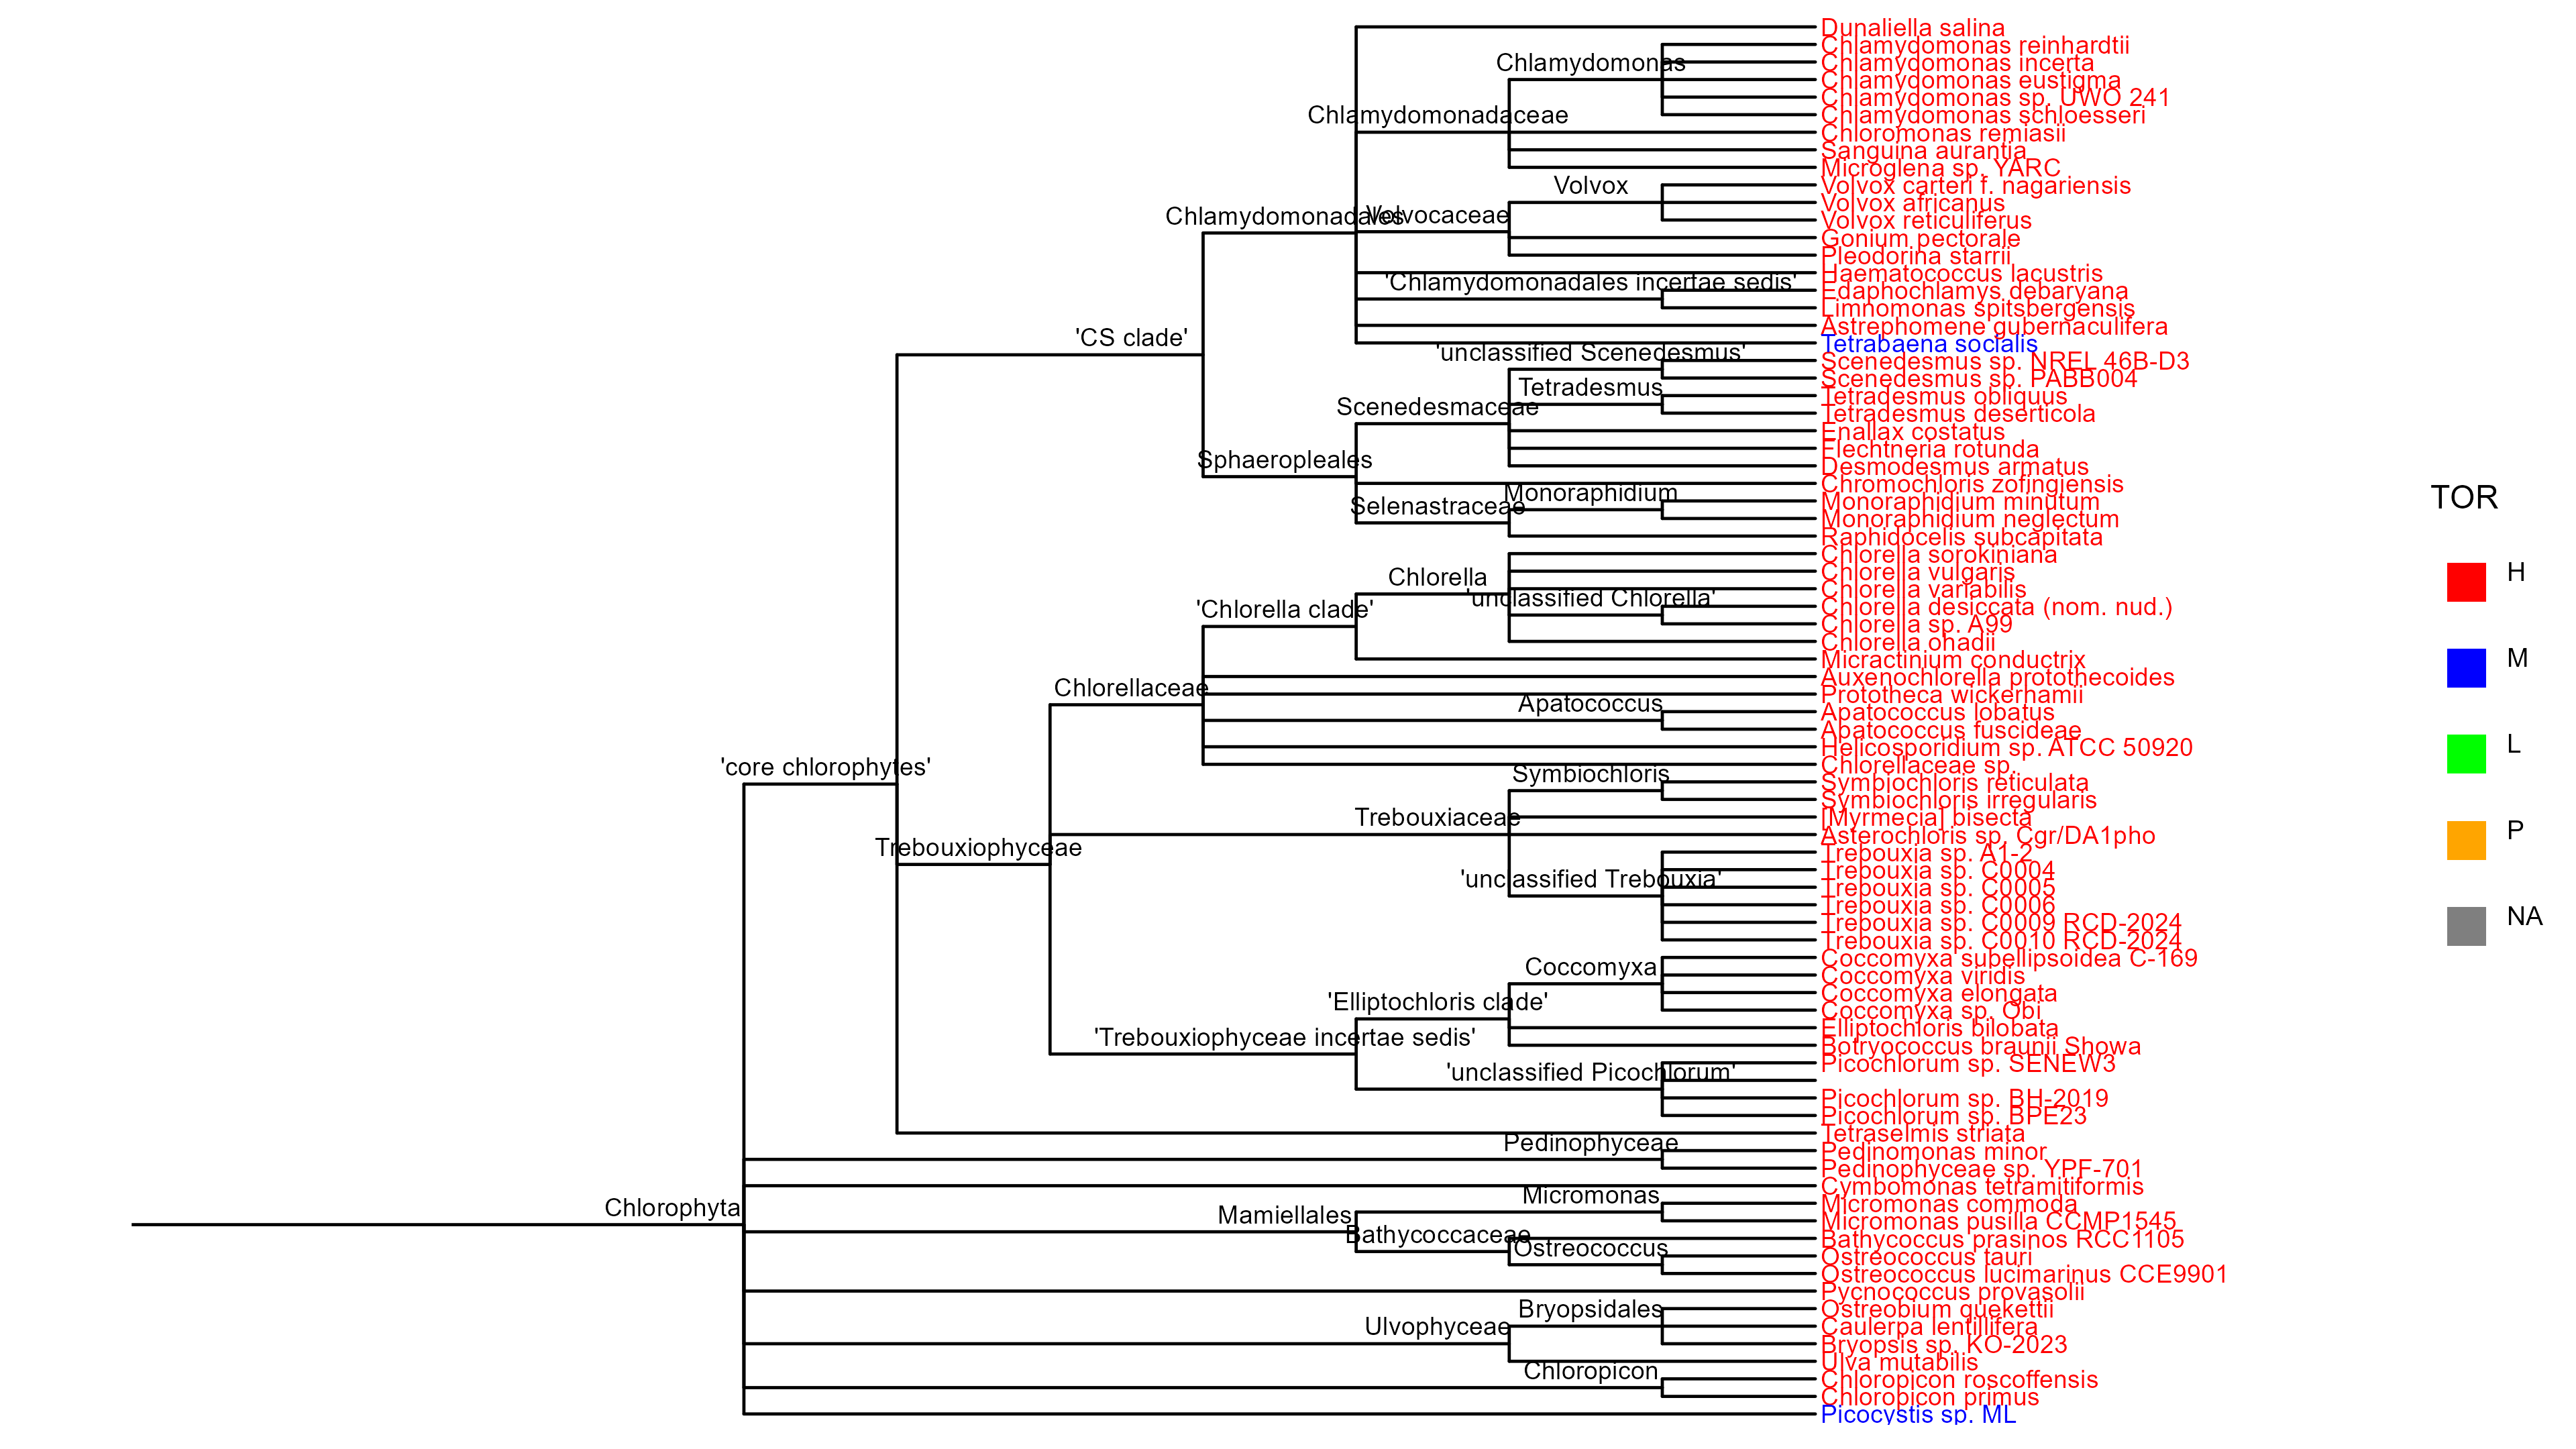 Dunaliella salina
Chlamydomonas reinhardtii
Chlamydomonas
Chlamydomonas incerta
Chlamydomonas eustigma
Chlamydomonas sp. UWO 241
Chlamydomonadaceae
Chlamydomonas schloesseri
Chloromonas remiasii
Sanguina aurantia
Microglena sp. YARC
Volvox
Volvox carteri f. nagariensis
Volvox africanus
Chlamydomonadales
Volvocaceae
Volvox reticuliferus
Gonium pectorale
Pleodorina starrii
Haematococcus lacustris
'Chlamydomonadales incertae sedis'
Edaphochlamys debaryana
Limnomonas spitsbergensis
Astrephomene gubernaculifera
'CS clade'
Tetrabaena socialis
'unclassified Scenedesmus'
Scenedesmus sp. NREL 46B-D3
Scenedesmus sp. PABB004
Tetradesmus
Tetradesmus obliquus
Scenedesmaceae
Tetradesmus deserticola
Enallax costatus
Flechtneria rotunda
Sphaeropleales
Desmodesmus armatus
Chromochloris zofingiensis
Monoraphidium
Monoraphidium minutum
Selenastraceae
Monoraphidium neglectum
Raphidocelis subcapitata
Chlorella sorokiniana
Chlorella
Chlorella vulgaris
Chlorella variabilis
'unclassified Chlorella'
'Chlorella clade'
Chlorella desiccata (nom. nud.)
Chlorella sp. A99
Chlorella ohadii
Micractinium conductrix
Auxenochlorella protothecoides
Chlorellaceae
Prototheca wickerhamii
Apatococcus
Apatococcus lobatus
Apatococcus fuscideae
Helicosporidium sp. ATCC 50920
'core chlorophytes'
Chlorellaceae sp.
Symbiochloris
Symbiochloris reticulata
Symbiochloris irregularis
Trebouxiaceae
[Myrmecia] bisecta
Asterochloris sp. Cgr/DA1pho
Trebouxiophyceae
Trebouxia sp. A1-2
Trebouxia sp. C0004
'unclassified Trebouxia'
Trebouxia sp. C0005
Trebouxia sp. C0006
Trebouxia sp. C0009 RCD-2024
Trebouxia sp. C0010 RCD-2024
Coccomyxa
Coccomyxa subellipsoidea C-169
Coccomyxa viridis
Coccomyxa elongata
'Elliptochloris clade'
Coccomyxa sp. Obi
Elliptochloris bilobata
'Trebouxiophyceae incertae sedis'
Botryococcus braunii Showa
Picochlorum sp. SENEW3
'unclassified Picochlorum'
Picochlorum sp. BH-2019
Picochlorum sp. BPE23
Tetraselmis striata
Pedinophyceae
Pedinomonas minor
Pedinophyceae sp. YPF-701
Cymbomonas tetramitiformis
Micromonas
Micromonas commoda
Chlorophyta
Mamiellales
Micromonas pusilla CCMP1545
Bathycoccaceae
Bathycoccus prasinos RCC1105
Ostreococcus
Ostreococcus tauri
Ostreococcus lucimarinus CCE9901
Pycnococcus provasolii
Bryopsidales
Ostreobium quekettii
Ulvophyceae
Caulerpa lentillifera
Bryopsis sp. KO-2023
Ulva mutabilis
Chloropicon
Chloropicon roscoffensis
Chloropicon primus
Picocystis sp. ML
TOR
H
M
L
P
NA